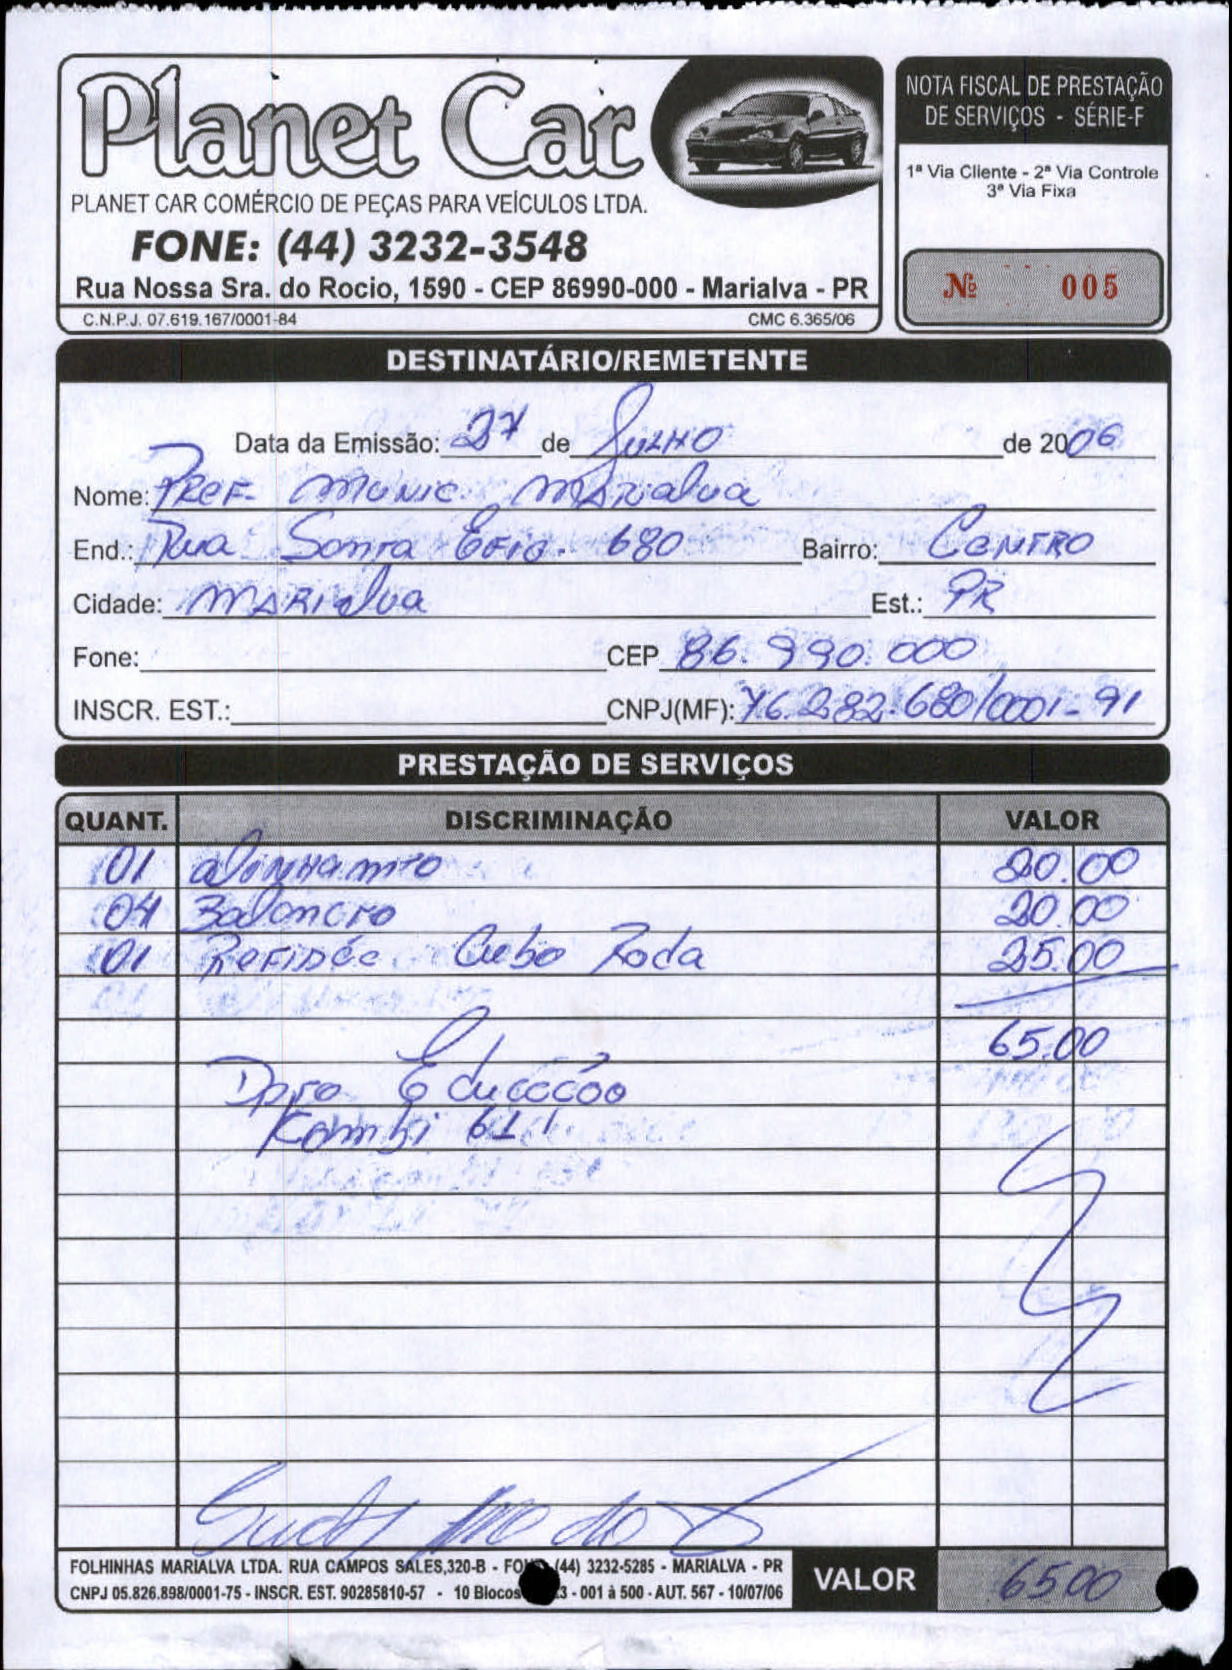 Planet Car
PLANET CAR COMÉRCIO DE PEÇAS PARA VEÍCULOS LTDA.
FONE: (44) 3232-3548
Rua Nossa Sra. do Rocio, 1590 - CEP 86990-000 - Marialva - PR
C.N.P.J. 07.619.167/0001-84 CMC 6.365/06
NOTA FISCAL DE PRESTAÇÃO
DE SERVIÇOS - SÉRIE-F
1ª Via Cliente - 2ª Via Controle
3ª Via Fixa
Nº 005
DESTINATÁRIO/REMETENTE
Data da Emissão: 27 de Julho de 2006
Nome: Pref. Munic. Marialva
End.: Rua Santa 680 Bairro: Centro
Cidade: Marialva Est.: PR
Fone: CEP 86.990.000
INSCR. EST.: CNPJ(MF): 76.282.680/0001-91
PRESTAÇÃO DE SERVIÇOS
QUANT. DISCRIMINAÇÃO VALOR
01 Alinhamto 20.00
04 20.00
01 Cubo Roda 25.00
65.00
Dpto Educação
Kombi
FOLHINHAS MARIALVA LTDA. RUA CAMPOS SALES,320-B - (44) 3232-5285 - MARIALVA - PR
CNPJ 05.826.898/0001-75 - INSCR. EST. 90285810-57 - 10 Blocos - 001 à 500 - AUT. 567 - 10/07/06
VALOR 6500